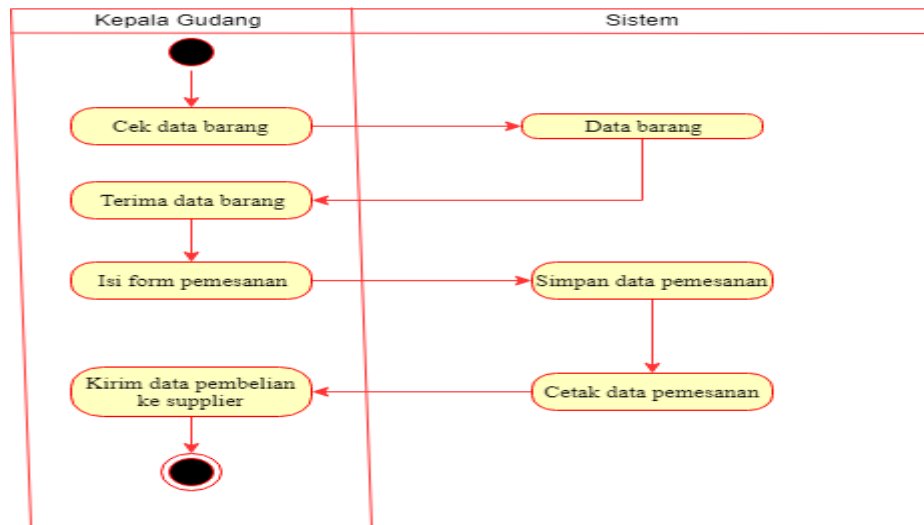 Kepala Gudang
Sistem
Cek data barang
Data barang
Terima data barang
Isi form pemesanan
Simpan data pemesanan
Kirim data pembelian
ke supplier
Cetak data pemesanan